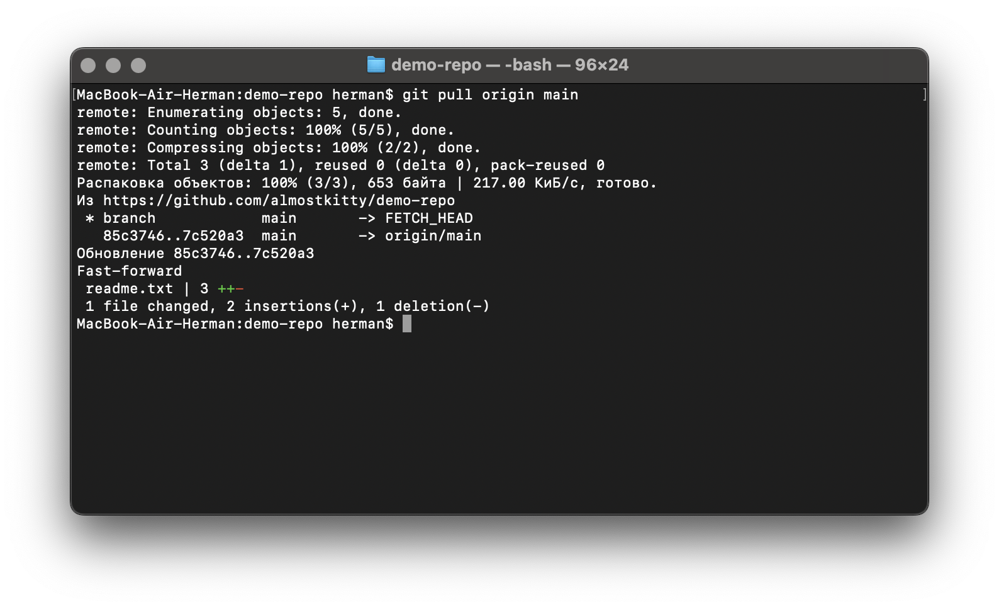 demo-repo — -bash — 96×24
[MacBook-Air-Herman:demo-repo herman$ git pull origin main ]
remote: Enumerating objects: 5, done.
remote: Counting objects: 100% (5/5), done.
remote: Compressing objects: 100% (2/2), done.
remote: Total 3 (delta 1), reused 0 (delta 0), pack-reused 0
Распаковка объектов: 100% (3/3), 653 байта | 217.00 КиБ/с, готово.
Из https://github.com/almostkitty/demo-repo
 * branch            main       -> FETCH_HEAD
   85c3746..7c520a3  main       -> origin/main
Обновление 85c3746..7c520a3
Fast-forward
 readme.txt | 3 ++-
 1 file changed, 2 insertions(+), 1 deletion(-)
MacBook-Air-Herman:demo-repo herman$